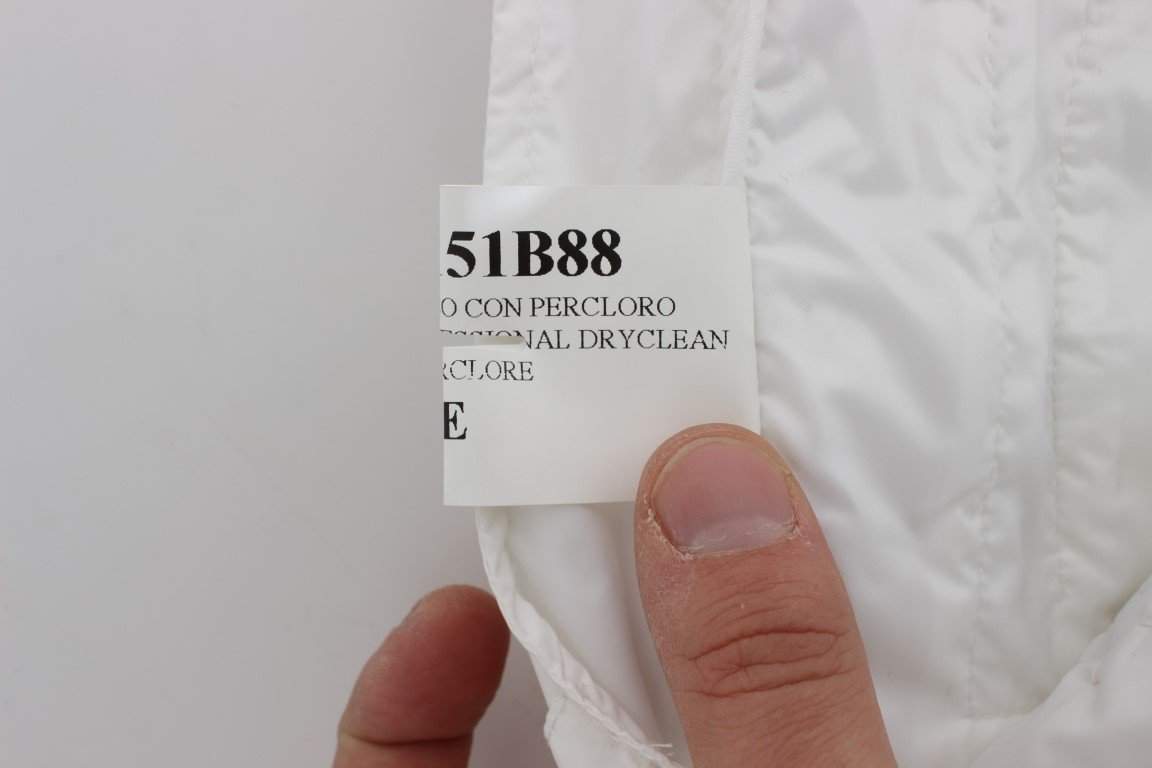 51B88
O CON PERCLORO
ESSIONAL DRYCLEAN
RCLORE
E